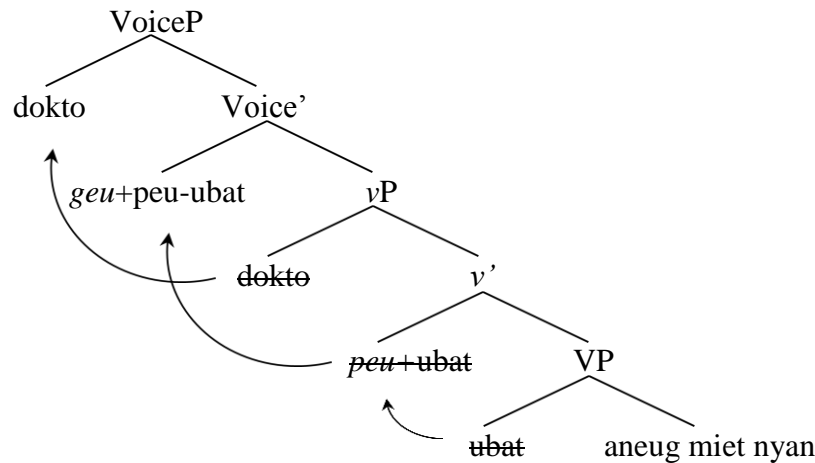 VoiceP
dokto Voice’
geu+peu-ubat vP
dokto v’
peu+ubat VP
ubat aneug miet nyan